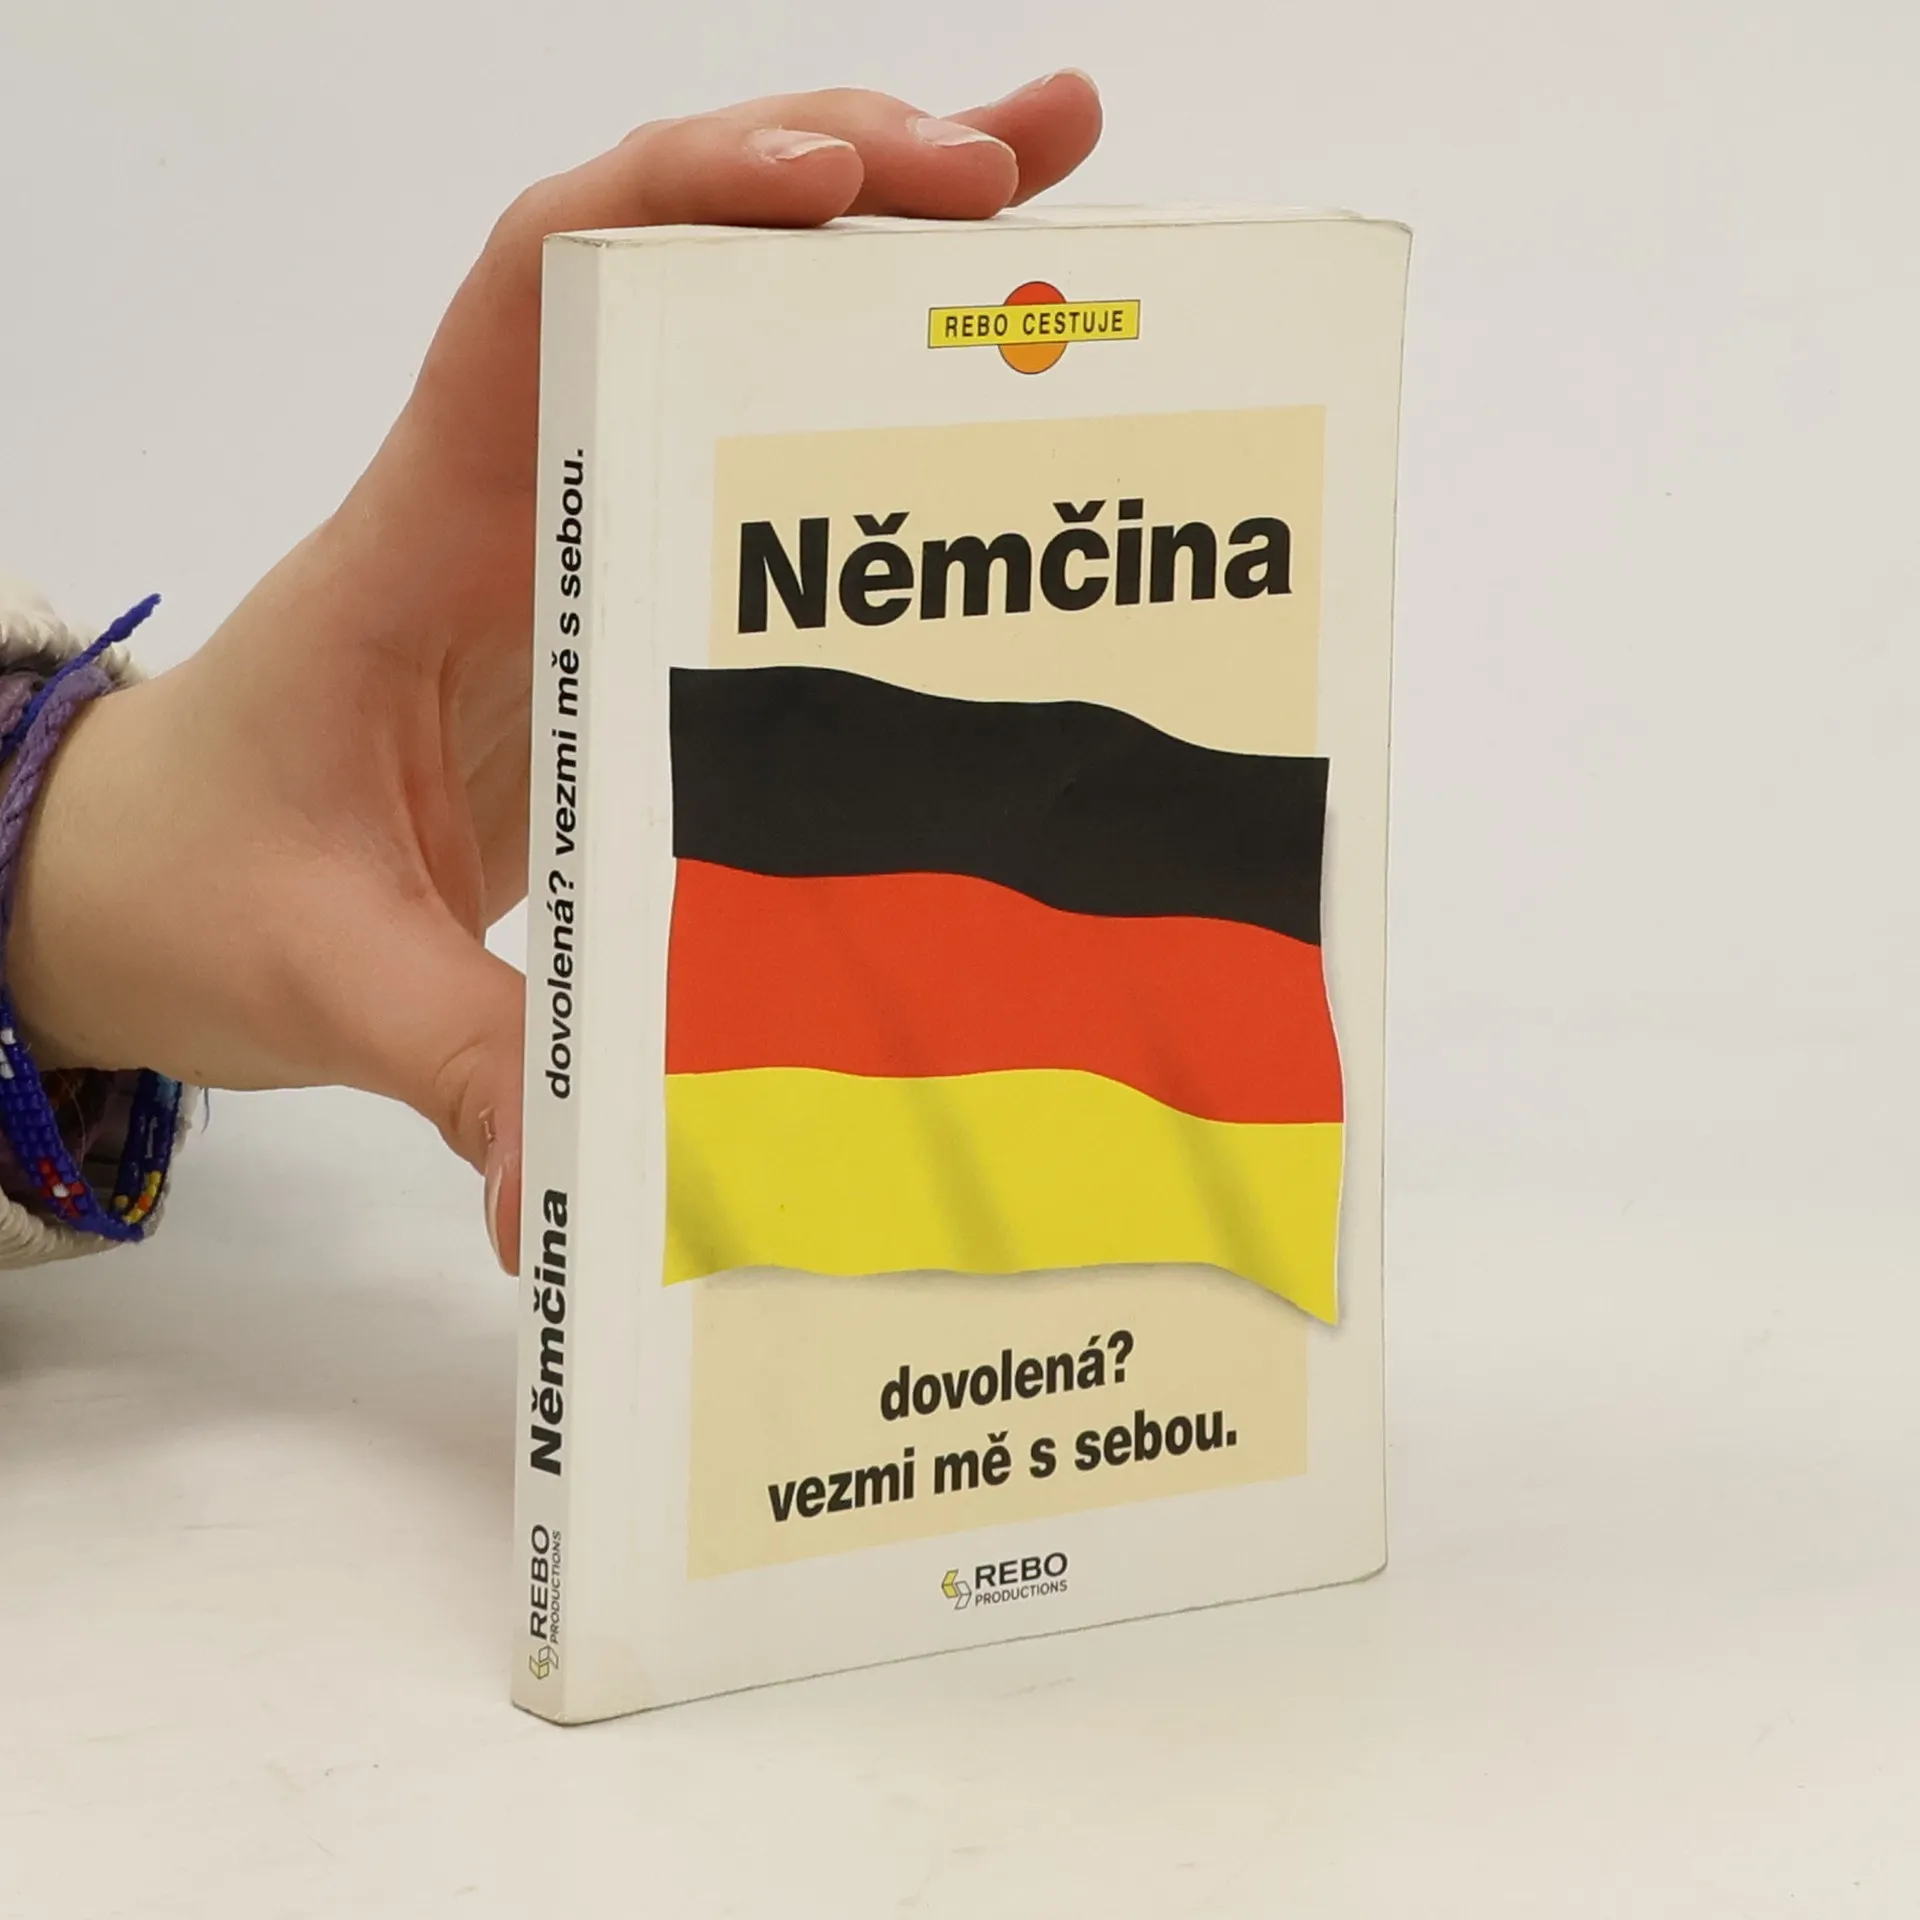 REBO CESTUJE
Němčina
dovolená?
vezmi mě s sebou.
REBO
PRODUCTIONS
REBO
PRODUCTIONS
Němčina
dovolená? vezmi mě s sebou.